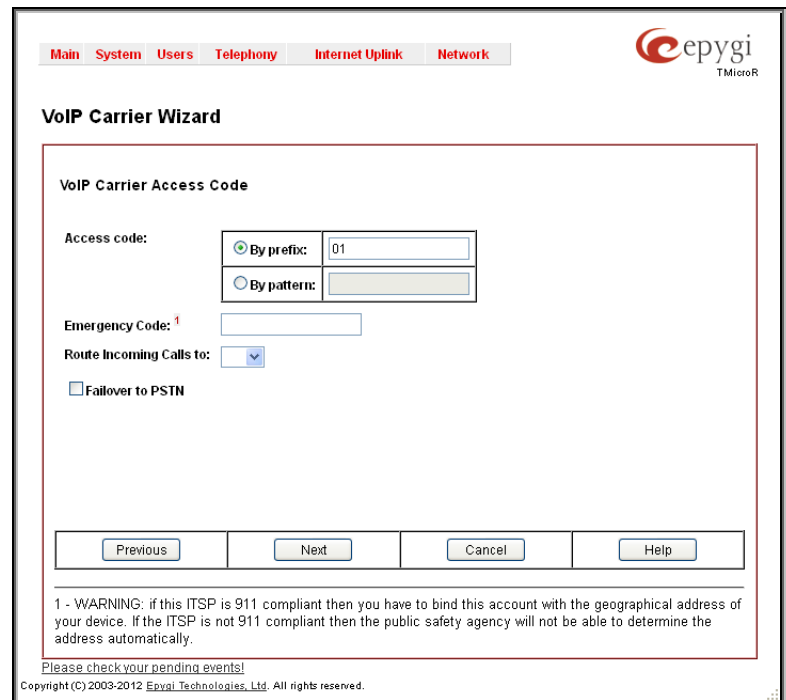 epygi
TMicroR
Main System Users Telephony Internet Uplink Network
VoIP Carrier Wizard
VoIP Carrier Access Code
Access code:
By prefix: 01
By pattern:
Emergency Code: 1
Route Incoming Calls to:
Failover to PSTN
Previous Next Cancel Help
1 - WARNING: if this ITSP is 911 compliant then you have to bind this account with the geographical address of
your device. If the ITSP is not 911 compliant then the public safety agency will not be able to determine the
address automatically.
Please check your pending events!
Copyright (C) 2003-2012 Epygi Technologies, Ltd. All rights reserved.